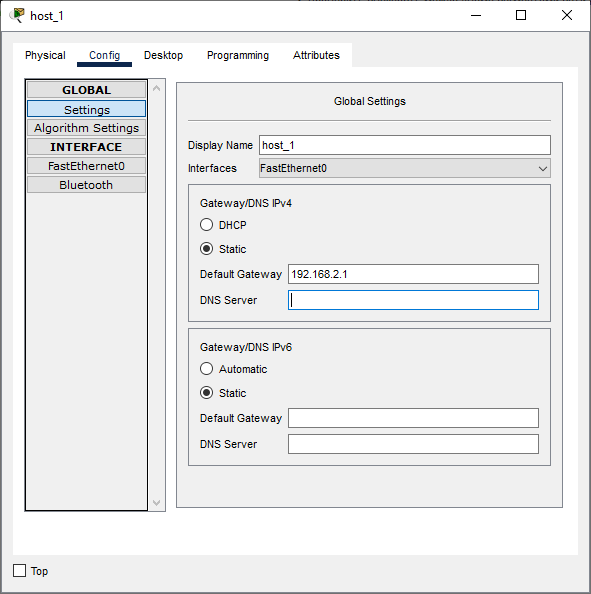 host_1
Physical Config Desktop Programming Attributes
GLOBAL
Settings
Algorithm Settings
INTERFACE
FastEthernet0
Bluetooth
Global Settings
Display Name host_1
Interfaces FastEthernet0
Gateway/DNS IPv4
DHCP
Static
Default Gateway 192.168.2.1
DNS Server
Gateway/DNS IPv6
Automatic
Static
Default Gateway
DNS Server
Top